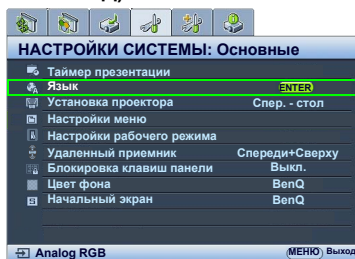 НАСТРОЙКИ СИСТЕМЫ: Основные
Таймер презентации
Язык ENTER
Установка проектора Спер. - стол
Настройки меню
Настройки рабочего режима
Удаленный приемник Спереди+Сверху
Блокировка клавиш панели Выкл.
Цвет фона BenQ
Начальный экран BenQ
Analog RGB МЕНЮ Выход